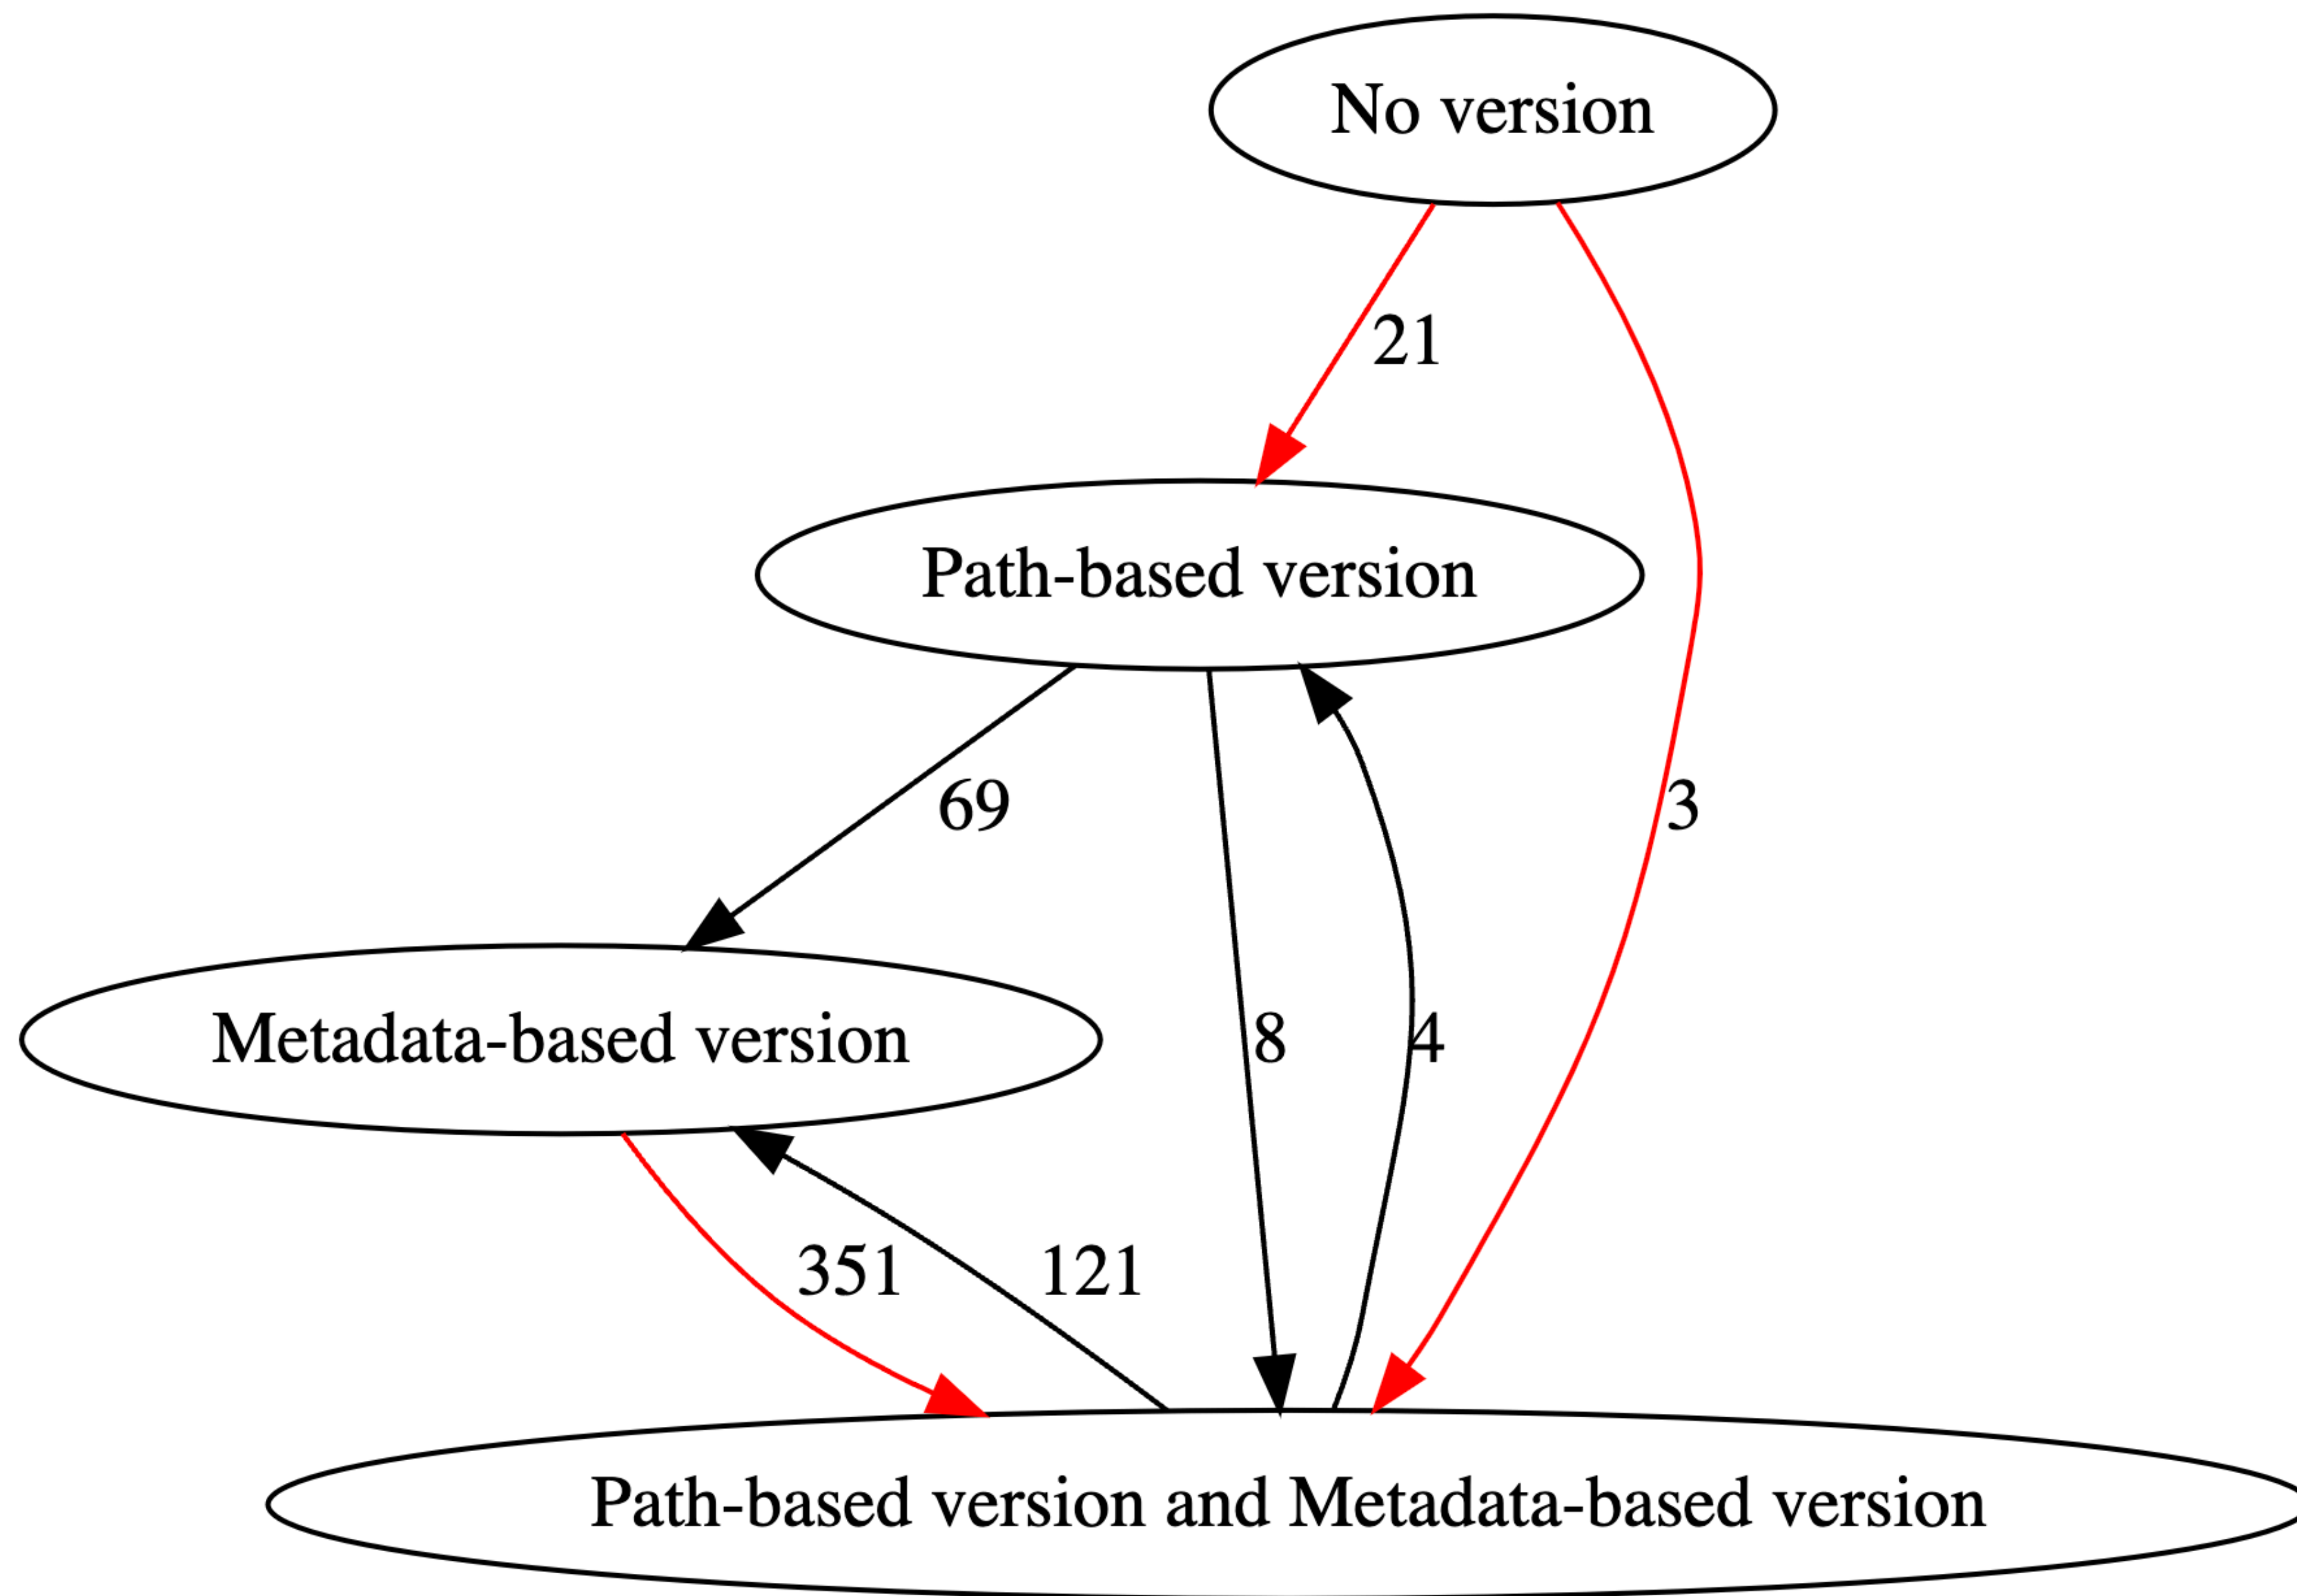 No version
21
Path-based version
69
3
Metadata-based version
8
4
351
121
Path-based version and Metadata-based version